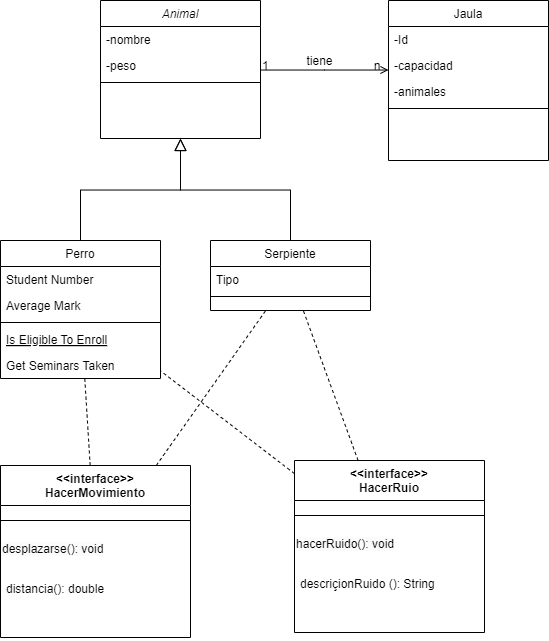 Animal
-nombre
-peso
Jaula
-Id
-capacidad
-animales
1
tiene
n
Perro
Student Number
Average Mark
Is Eligible To Enroll
Get Seminars Taken
Serpiente
Tipo
<<interface>>
HacerMovimiento
desplazarse(): void
distancia(): double
<<interface>>
HacerRuio
hacerRuido(): void
descriçionRuido (): String